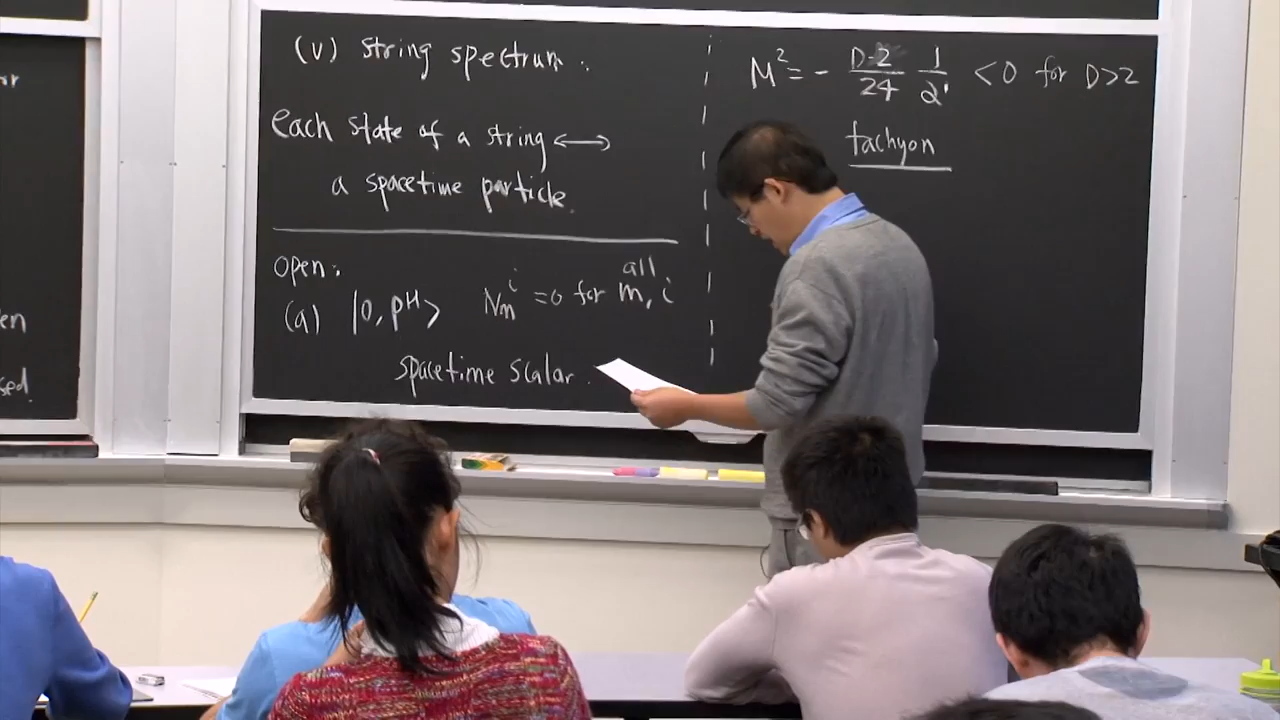 (v) string spectrum :
each state of a string ⟷
a spacetime particle.
open:
(a) |0, p^μ> N_m^i = 0 for all m, i
spacetime scalar.
M² = - D-2/24 1/α' < 0 for D>2
tachyon
en